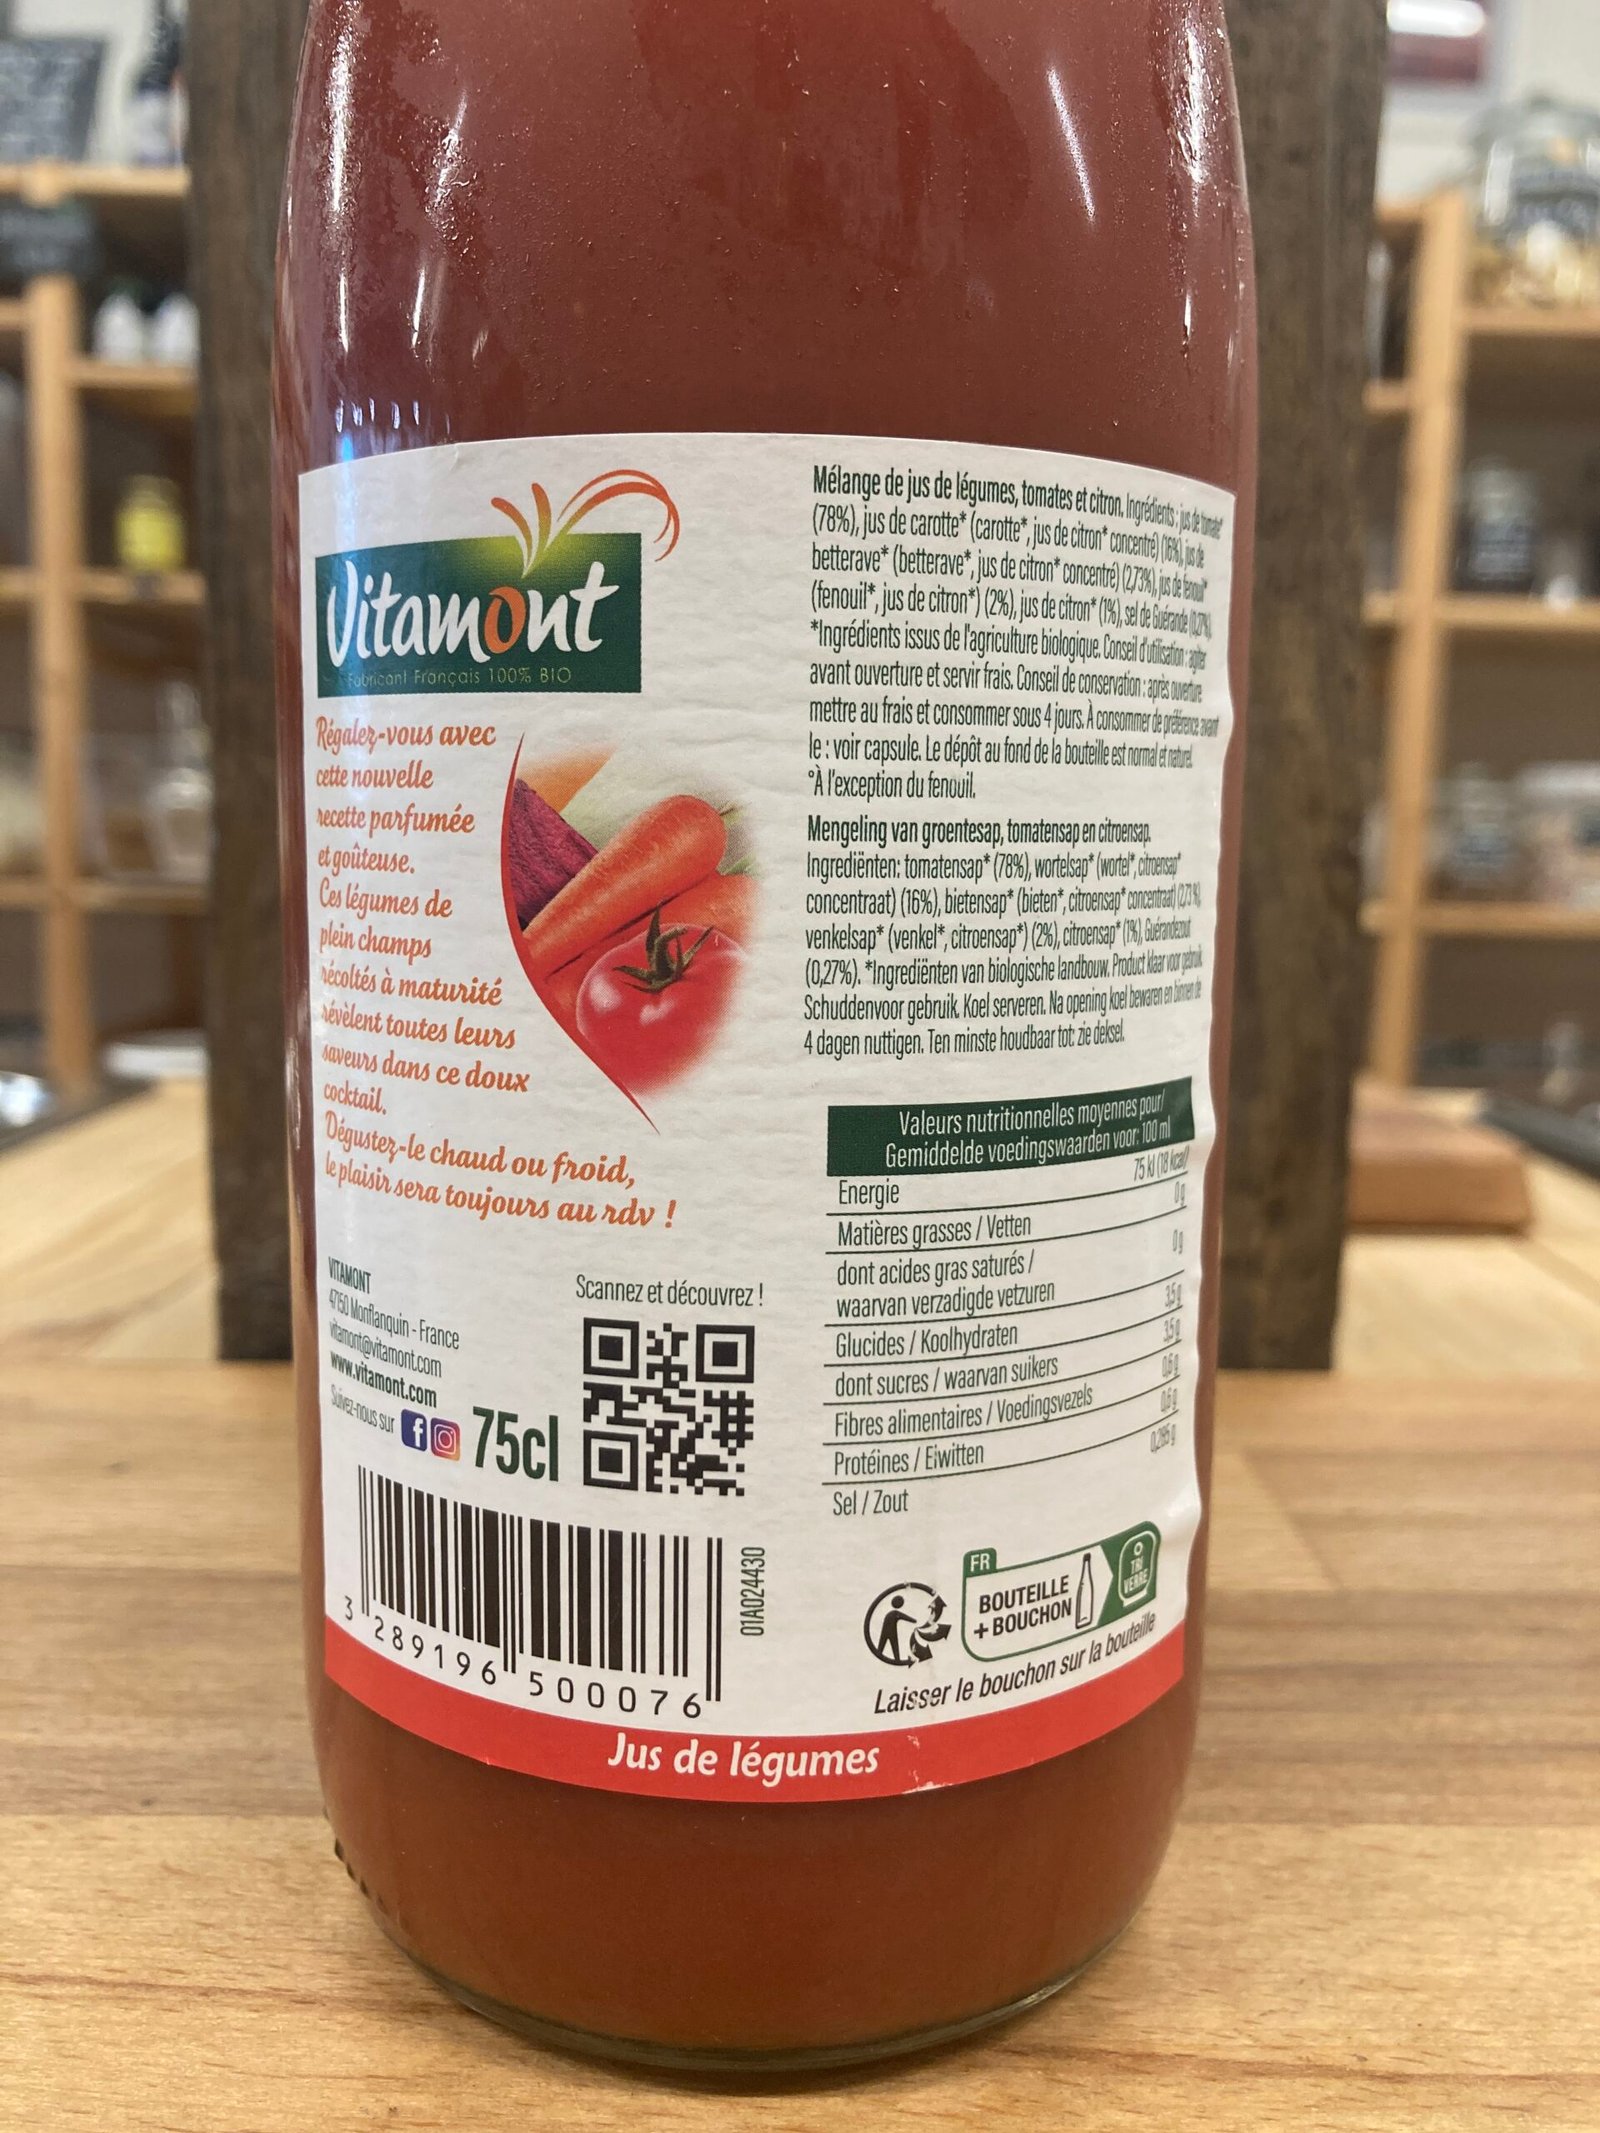 Vitamont
Fabricant Français 100% BIO
Régalez-vous avec
cette nouvelle
recette parfumée
et goûteuse.
Ces légumes de
plein champs
récoltés à maturité
révèlent toutes leurs
saveurs dans ce doux
cocktail.
Dégustez-le chaud ou froid,
le plaisir sera toujours au rdv !
VITAMONT
47150 Monflanquin - France
vitamont@vitamont.com
www.vitamont.com
Suivez-nous sur
75cl
Scannez et découvrez !
3 289196 500076
01A024430
Mélange de jus de légumes, tomates et citron. Ingrédients : jus de tomate*
(78%), jus de carotte* (carotte*, jus de citron* concentré) (16%), jus de
betterave* (betterave*, jus de citron* concentré) (2,73%), jus de fenouil*
(fenouil*, jus de citron*) (2%), jus de citron* (1%), sel de Guérande (0,27%).
*Ingrédients issus de l'agriculture biologique. Conseil d'utilisation : agiter
avant ouverture et servir frais. Conseil de conservation : après ouverture
mettre au frais et consommer sous 4 jours. À consommer de préférence avant
le : voir capsule. Le dépôt au fond de la bouteille est normal et naturel.
°À l'exception du fenouil.
Mengeling van groentesap, tomatensap en citroensap.
Ingrediënten: tomatensap* (78%), wortelsap* (wortel*, citroensap*
concentraat) (16%), bietensap* (bieten*, citroensap* concentraat) (2,73%),
venkelsap* (venkel*, citroensap*) (2%), citroensap* (1%), Guérandezout
(0,27%). *Ingrediënten van biologische landbouw. Product klaar voor gebruik.
Schuddenvoor gebruik. Koel serveren. Na opening koel bewaren en binnen de
4 dagen nuttigen. Ten minste houdbaar tot: zie deksel.
Valeurs nutritionnelles moyennes pour/
Gemiddelde voedingswaarden voor: 100 ml
Energie 75 kJ (18 kcal)
Matières grasses / Vetten 0 g
dont acides gras saturés /
waarvan verzadigde vetzuren 0 g
Glucides / Koolhydraten 3,5 g
dont sucres / waarvan suikers 3,5 g
Fibres alimentaires / Voedingsvezels 0,6 g
Protéines / Eiwitten 0,6 g
Sel / Zout 0,285 g
FR
BOUTEILLE
+ BOUCHON
TRI
VERRE
Laisser le bouchon sur la bouteille
Jus de légumes